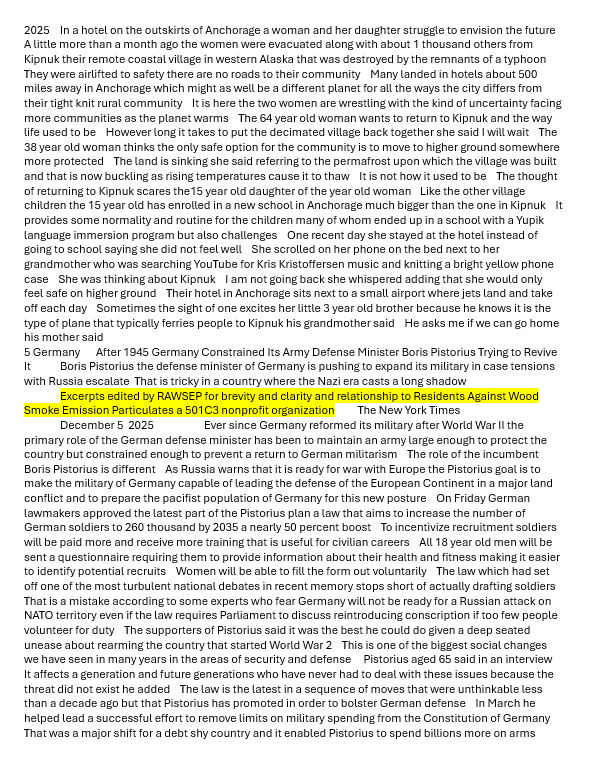 2025    In a hotel on the outskirts of Anchorage a woman and her daughter struggle to envision the future
A little more than a month ago the women were evacuated along with about 1 thousand others from
Kipnuk their remote coastal village in western Alaska that was destroyed by the remnants of a typhoon
They were airlifted to safety there are no roads to their community    Many landed in hotels about 500
miles away in Anchorage which might as well be a different planet for all the ways the city differs from
their tight knit rural community    It is here the two women are wrestling with the kind of uncertainty facing
more communities as the planet warms    The 64 year old woman wants to return to Kipnuk and the way
life used to be    However long it takes to put the decimated village back together she said I will wait    The
38 year old woman thinks the only safe option for the community is to move to higher ground somewhere
more protected    The land is sinking she said referring to the permafrost upon which the village was built
and that is now buckling as rising temperatures cause it to thaw    It is not how it used to be    The thought
of returning to Kipnuk scares the15 year old daughter of the year old woman    Like the other village
children the 15 year old has enrolled in a new school in Anchorage much bigger than the one in Kipnuk    It
provides some normality and routine for the children many of whom ended up in a school with a Yupik
language immersion program but also challenges    One recent day she stayed at the hotel instead of
going to school saying she did not feel well    She scrolled on her phone on the bed next to her
grandmother who was searching YouTube for Kris Kristoffersen music and knitting a bright yellow phone
case    She was thinking about Kipnuk    I am not going back she whispered adding that she would only
feel safe on higher ground    Their hotel in Anchorage sits next to a small airport where jets land and take
off each day    Sometimes the sight of one excites her little 3 year old brother because he knows it is the
type of plane that typically ferries people to Kipnuk his grandmother said    He asks me if we can go home
his mother said
5 Germany    After 1945 Germany Constrained Its Army Defense Minister Boris Pistorius Trying to Revive
It    Boris Pistorius the defense minister of Germany is pushing to expand its military in case tensions
with Russia escalate  That is tricky in a country where the Nazi era casts a long shadow
Excerpts edited by RAWSEP for brevity and clarity and relationship to Residents Against Wood
Smoke Emission Particulates a 501C3 nonprofit organization    The New York Times
December 5  2025    Ever since Germany reformed its military after World War II the
primary role of the German defense minister has been to maintain an army large enough to protect the
country but constrained enough to prevent a return to German militarism    The role of the incumbent
Boris Pistorius is different    As Russia warns that it is ready for war with Europe the Pistorius goal is to
make the military of Germany capable of leading the defense of the European Continent in a major land
conflict and to prepare the pacifist population of Germany for this new posture    On Friday German
lawmakers approved the latest part of the Pistorius plan a law that aims to increase the number of
German soldiers to 260 thousand by 2035 a nearly 50 percent boost    To incentivize recruitment soldiers
will be paid more and receive more training that is useful for civilian careers    All 18 year old men will be
sent a questionnaire requiring them to provide information about their health and fitness making it easier
to identify potential recruits    Women will be able to fill the form out voluntarily    The law which had set
off one of the most turbulent national debates in recent memory stops short of actually drafting soldiers
That is a mistake according to some experts who fear Germany will not be ready for a Russian attack on
NATO territory even if the law requires Parliament to discuss reintroducing conscription if too few people
volunteer for duty    The supporters of Pistorius said it was the best he could do given a deep seated
unease about rearming the country that started World War 2    This is one of the biggest social changes
we have seen in many years in the areas of security and defense    Pistorius aged 65 said in an interview
It affects a generation and future generations who have never had to deal with these issues because the
threat did not exist he added    The law is the latest in a sequence of moves that were unthinkable less
than a decade ago but that Pistorius has promoted in order to bolster German defense    In March he
helped lead a successful effort to remove limits on military spending from the Constitution of Germany
That was a major shift for a debt shy country and it enabled Pistorius to spend billions more on arms